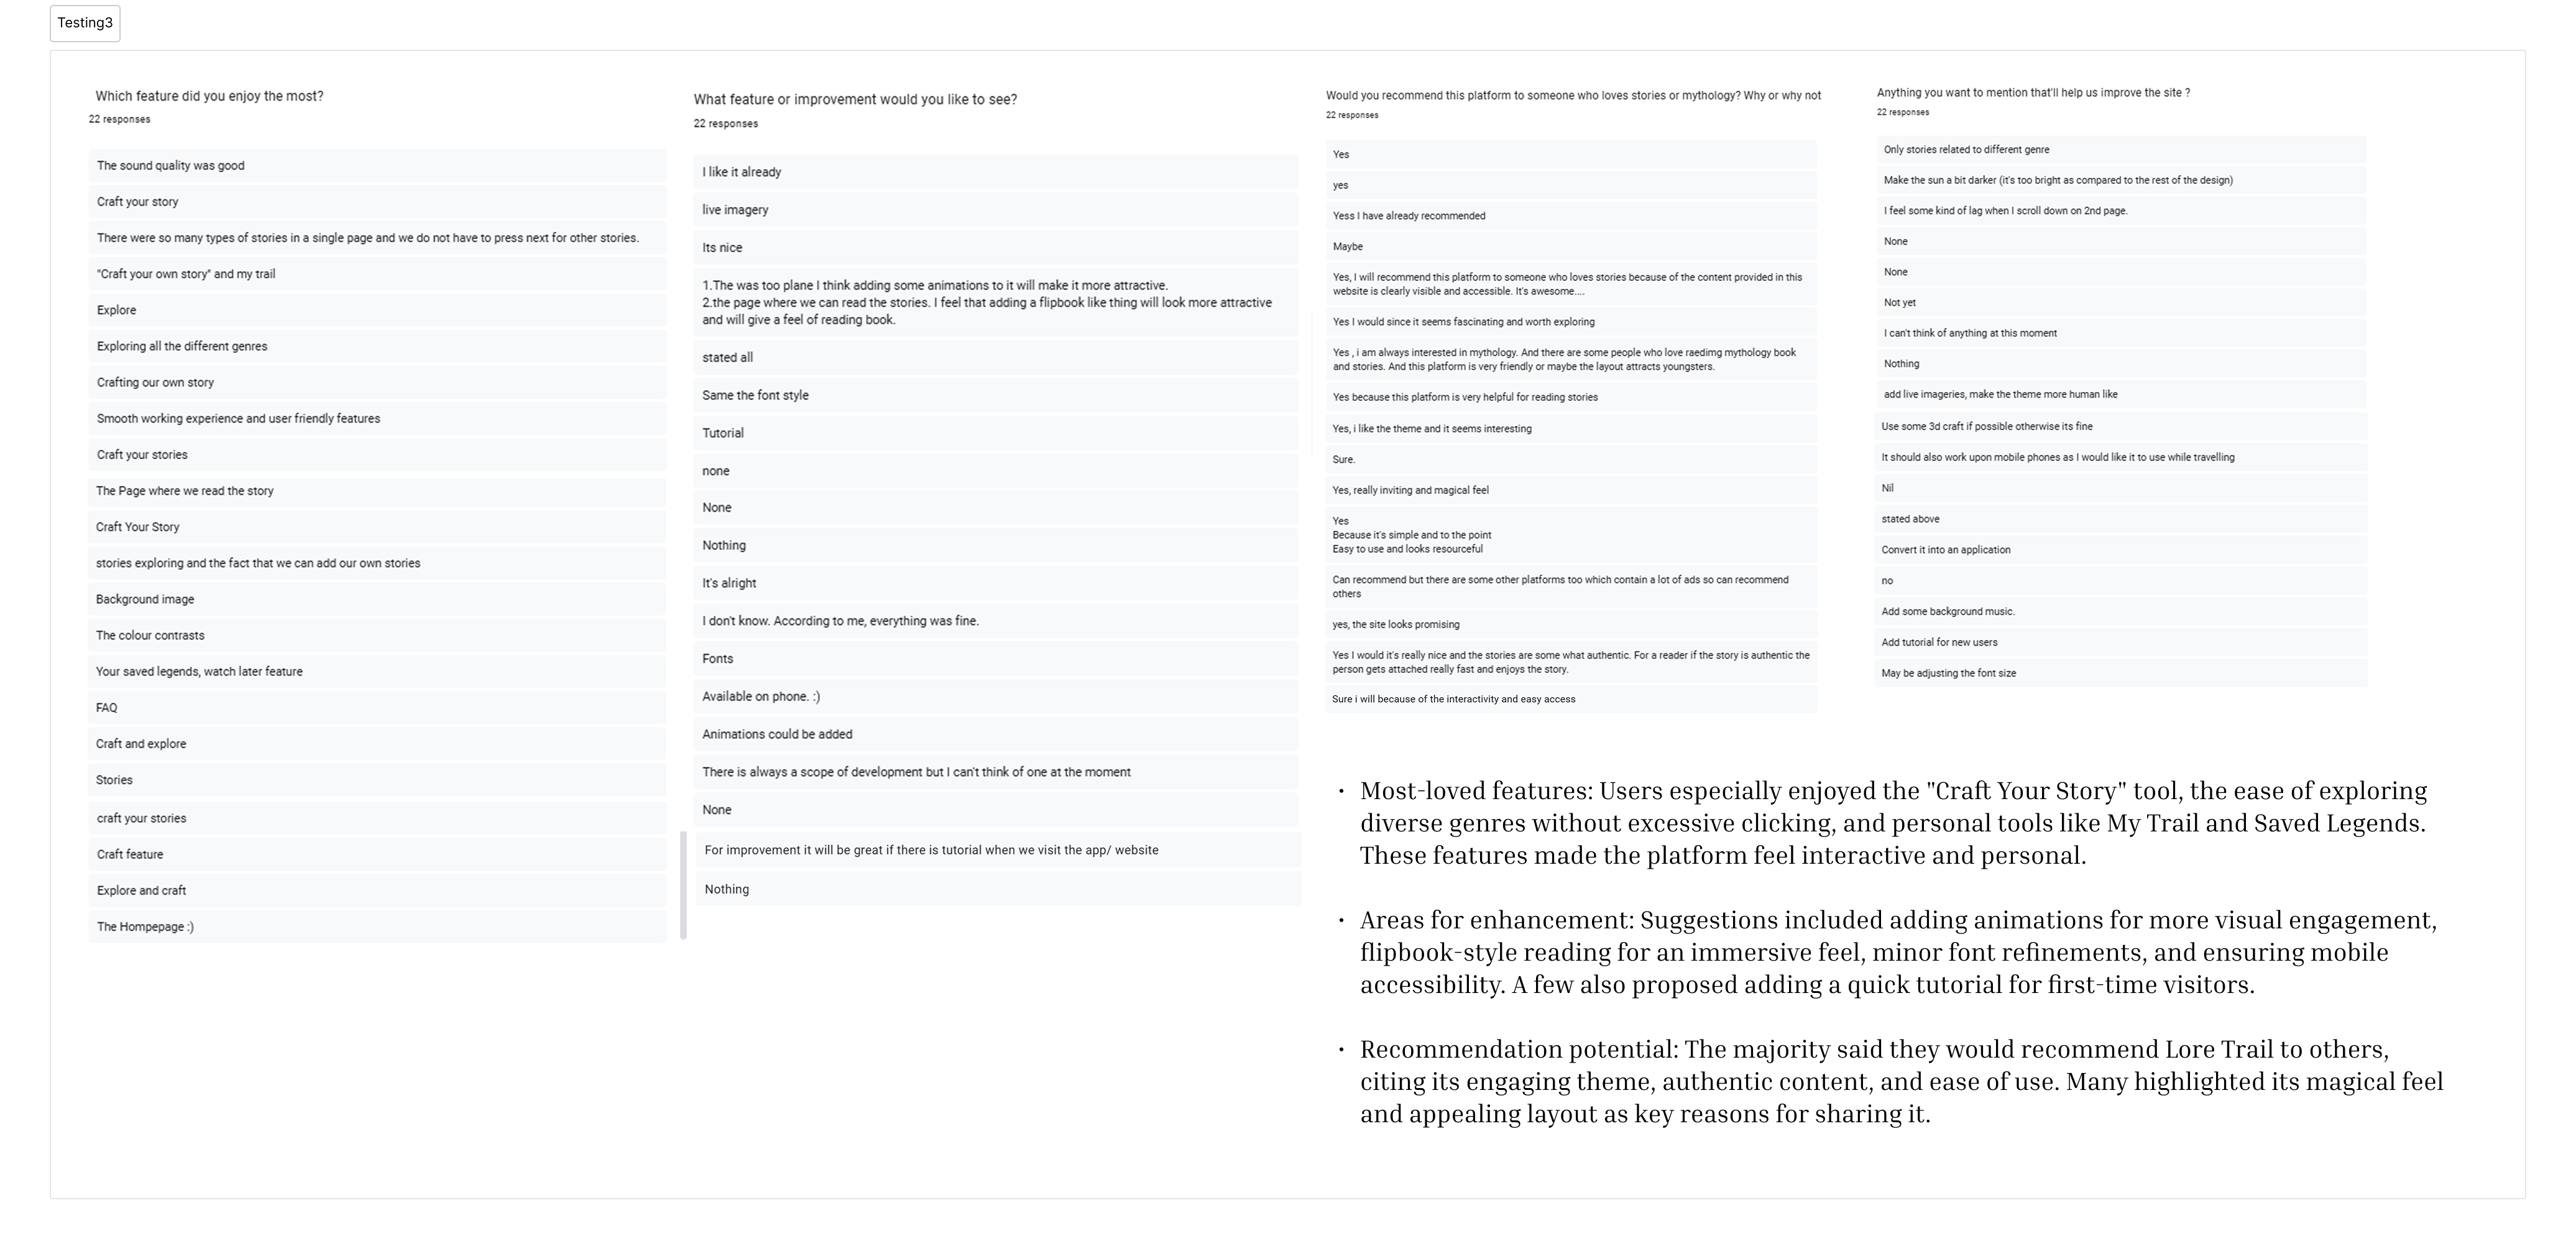 Testing3
Which feature did you enjoy the most?
22 responses
The sound quality was good
Craft your story
There were so many types of stories in a single page and we do not have to press next for other stories.
"Craft your own story" and my trail
Explore
Exploring all the different genres
Crafting our own story
Smooth working experience and user friendly features
Craft your stories
The Page where we read the story
Craft Your Story
stories exploring and the fact that we can add our own stories
Background image
The colour contrasts
Your saved legends, watch later feature
FAQ
Craft and explore
Stories
craft your stories
Craft feature
Explore and craft
The Hompepage :)
What feature or improvement would you like to see?
22 responses
I like it already
live imagery
Its nice
1.The was too plane I think adding some animations to it will make it more attractive.
2.the page where we can read the stories. I feel that adding a flipbook like thing will look more attractive
and will give a feel of reading book.
stated all
Same the font style
Tutorial
none
None
Nothing
It's alright
I don't know. According to me, everything was fine.
Fonts
Available on phone. :)
Animations could be added
There is always a scope of development but I can't think of one at the moment
None
For improvement it will be great if there is tutorial when we visit the app/ website
Nothing
Would you recommend this platform to someone who loves stories or mythology? Why or why not
22 responses
Yes
yes
Yess I have already recommended
Maybe
Yes, I will recommend this platform to someone who loves stories because of the content provided in this
website is clearly visible and accessible. It's awesome....
Yes I would since it seems fascinating and worth exploring
Yes , i am always interested in mythology. And there are some people who love raedimg mythology book
and stories. And this platform is very friendly or maybe the layout attracts youngsters.
Yes because this platform is very helpful for reading stories
Yes, i like the theme and it seems interesting
Sure.
Yes, really inviting and magical feel
Yes
Because it's simple and to the point
Easy to use and looks resourceful
Can recommend but there are some other platforms too which contain a lot of ads so can recommend
others
yes, the site looks promising
Yes I would it's really nice and the stories are some what authentic. For a reader if the story is authentic the
person gets attached really fast and enjoys the story.
Sure i will because of the interactivity and easy access
Anything you want to mention that'll help us improve the site ?
22 responses
Only stories related to different genre
Make the sun a bit darker (it's too bright as compared to the rest of the design)
I feel some kind of lag when I scroll down on 2nd page.
None
None
Not yet
I can't think of anything at this moment
Nothing
add live imageries, make the theme more human like
Use some 3d craft if possible otherwise its fine
It should also work upon mobile phones as I would like it to use while travelling
Nil
stated above
Convert it into an application
no
Add some background music.
Add tutorial for new users
May be adjusting the font size
• Most-loved features: Users especially enjoyed the "Craft Your Story" tool, the ease of exploring
diverse genres without excessive clicking, and personal tools like My Trail and Saved Legends.
These features made the platform feel interactive and personal.
• Areas for enhancement: Suggestions included adding animations for more visual engagement,
flipbook-style reading for an immersive feel, minor font refinements, and ensuring mobile
accessibility. A few also proposed adding a quick tutorial for first-time visitors.
• Recommendation potential: The majority said they would recommend Lore Trail to others,
citing its engaging theme, authentic content, and ease of use. Many highlighted its magical feel
and appealing layout as key reasons for sharing it.